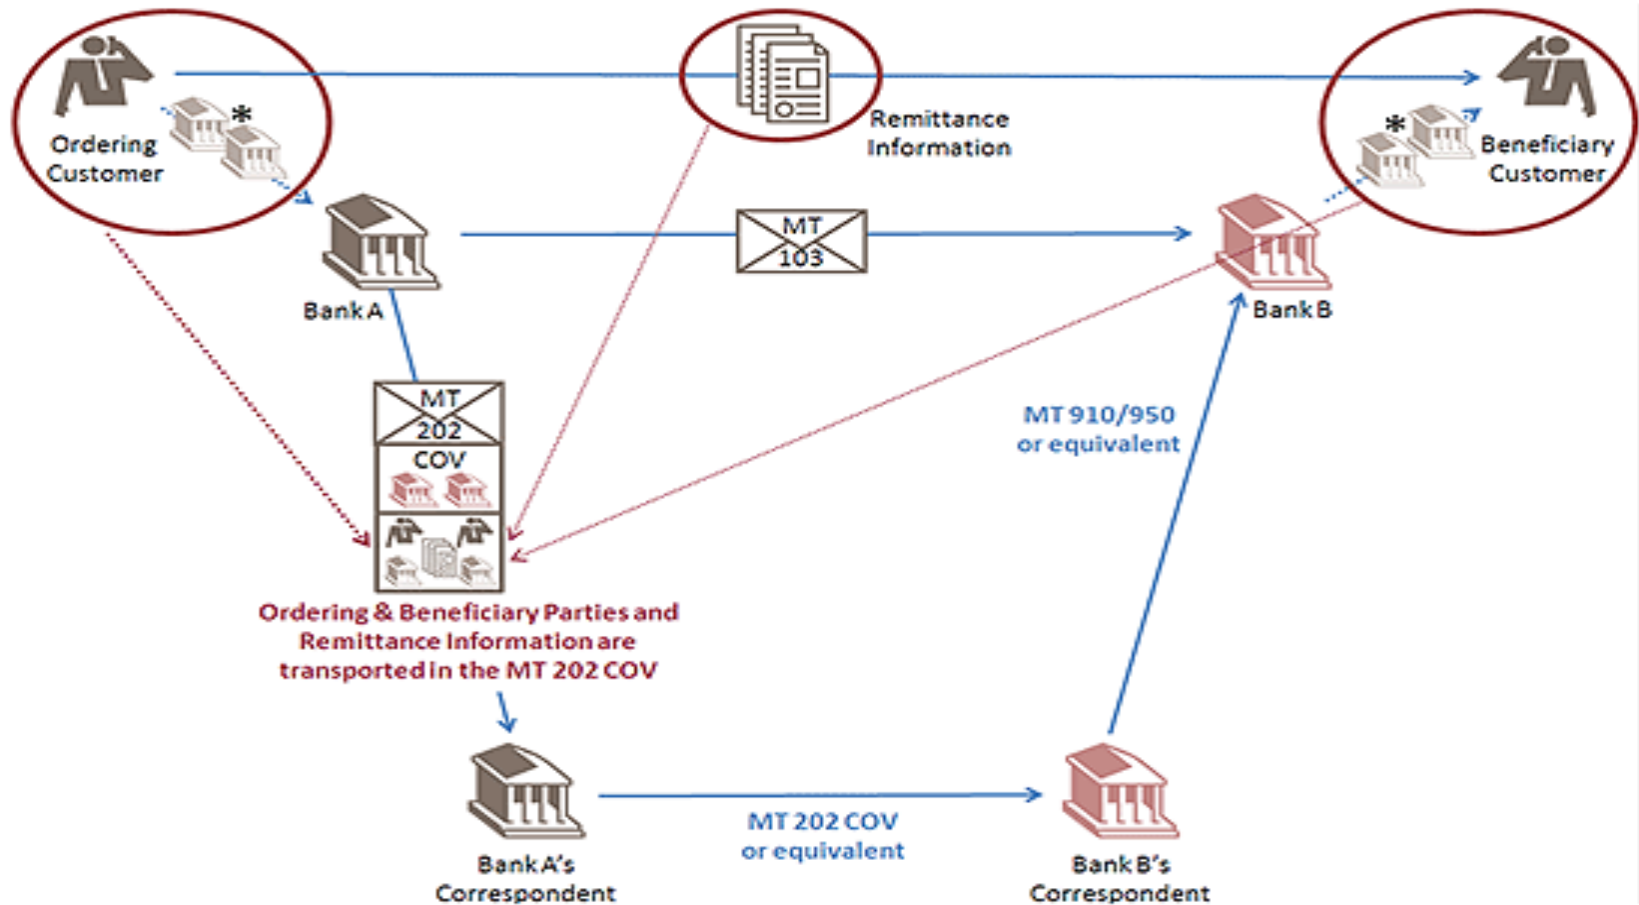 *
Ordering
Customer
Remittance
Information
*
Beneficiary
Customer
Bank A
MT
103
Bank B
MT
202
COV
MT 910/950
or equivalent
Ordering & Beneficiary Parties and
Remittance Information are
transported in the MT 202 COV
MT 202 COV
or equivalent
Bank A's
Correspondent
Bank B's
Correspondent